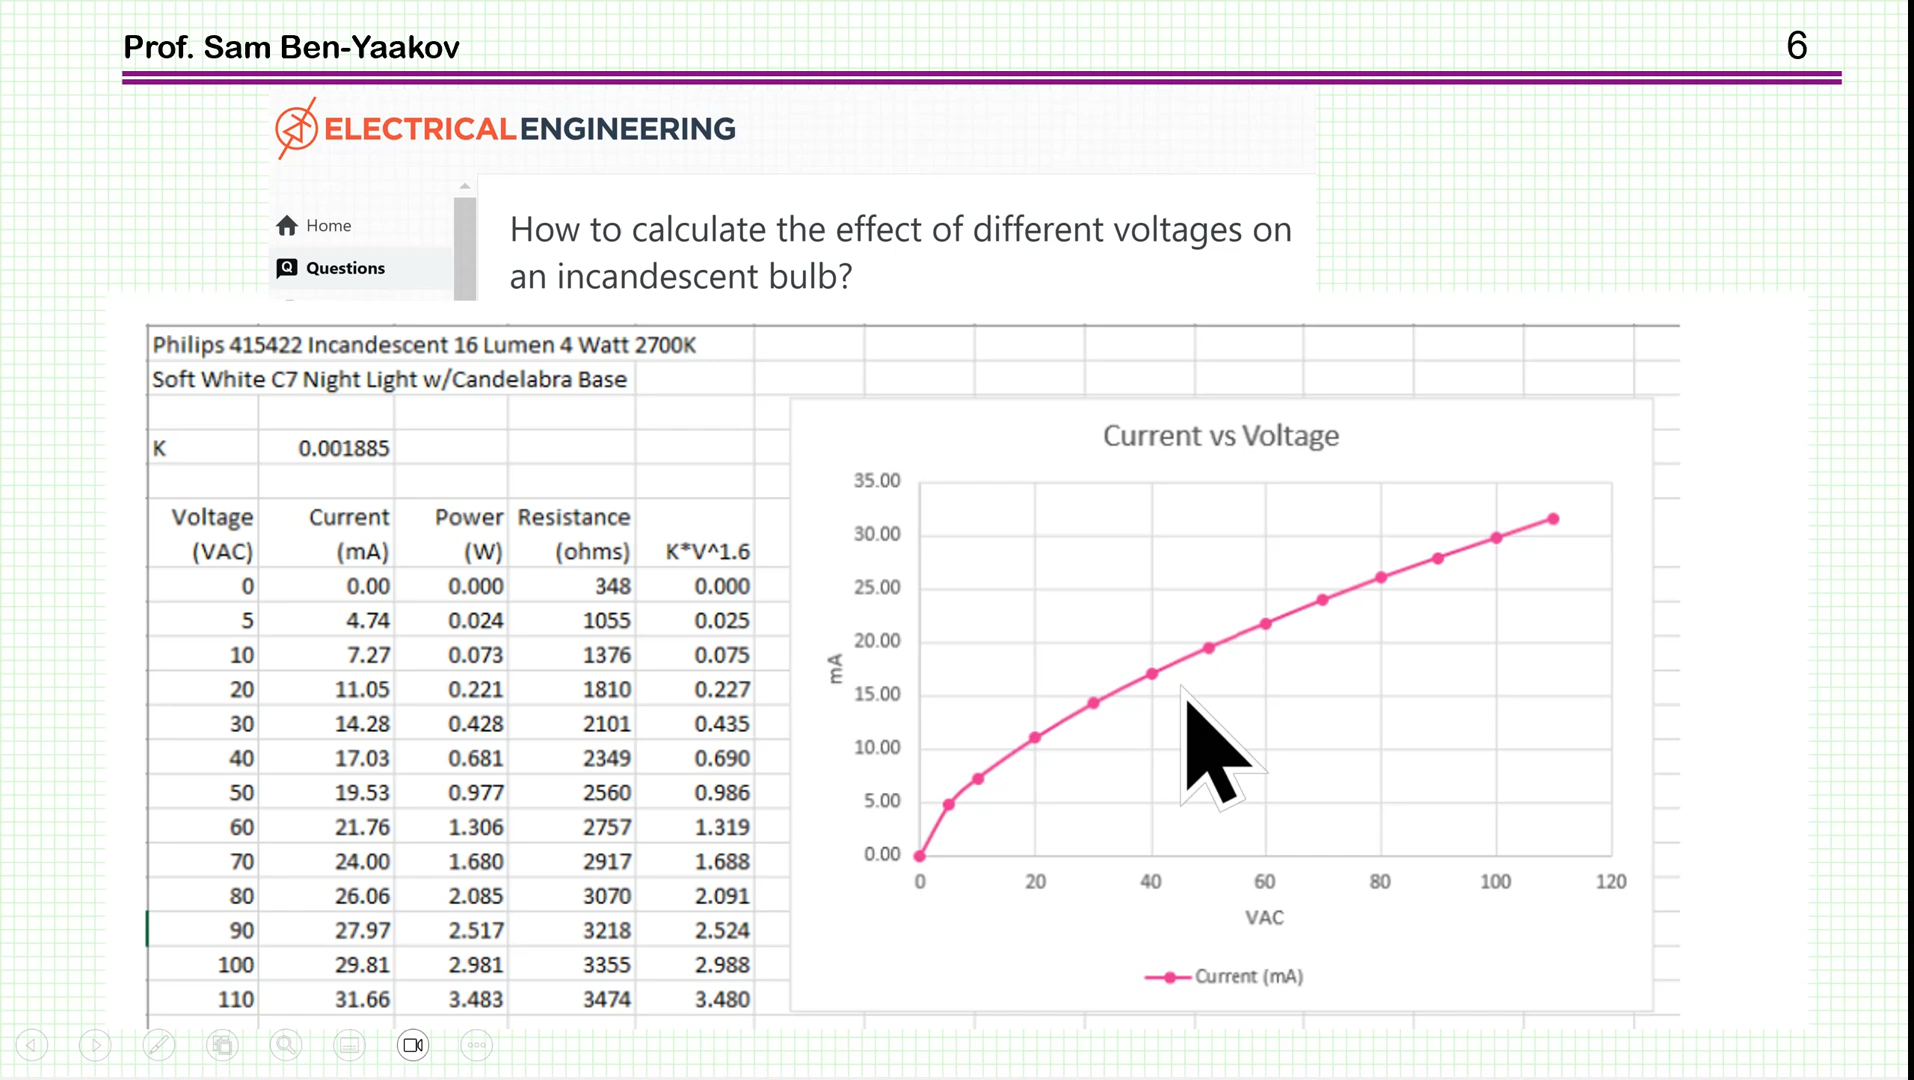 Prof. Sam Ben-Yaakov
6
ELECTRICALENGINEERING
Home
Questions
How to calculate the effect of different voltages on
an incandescent bulb?
Philips 415422 Incandescent 16 Lumen 4 Watt 2700K
Soft White C7 Night Light w/Candelabra Base
K 0.001885
Voltage Current Power Resistance
(VAC) (mA) (W) (ohms) K*V^1.6
0 0.00 0.000 348 0.000
5 4.74 0.024 1055 0.025
10 7.27 0.073 1376 0.075
20 11.05 0.221 1810 0.227
30 14.28 0.428 2101 0.435
40 17.03 0.681 2349 0.690
50 19.53 0.977 2560 0.986
60 21.76 1.306 2757 1.319
70 24.00 1.680 2917 1.688
80 26.06 2.085 3070 2.091
90 27.97 2.517 3218 2.524
100 29.81 2.981 3355 2.988
110 31.66 3.483 3474 3.480
Current vs Voltage
35.00
30.00
25.00
20.00
15.00
10.00
5.00
0.00
mA
0 20 40 60 80 100 120
VAC
Current (mA)